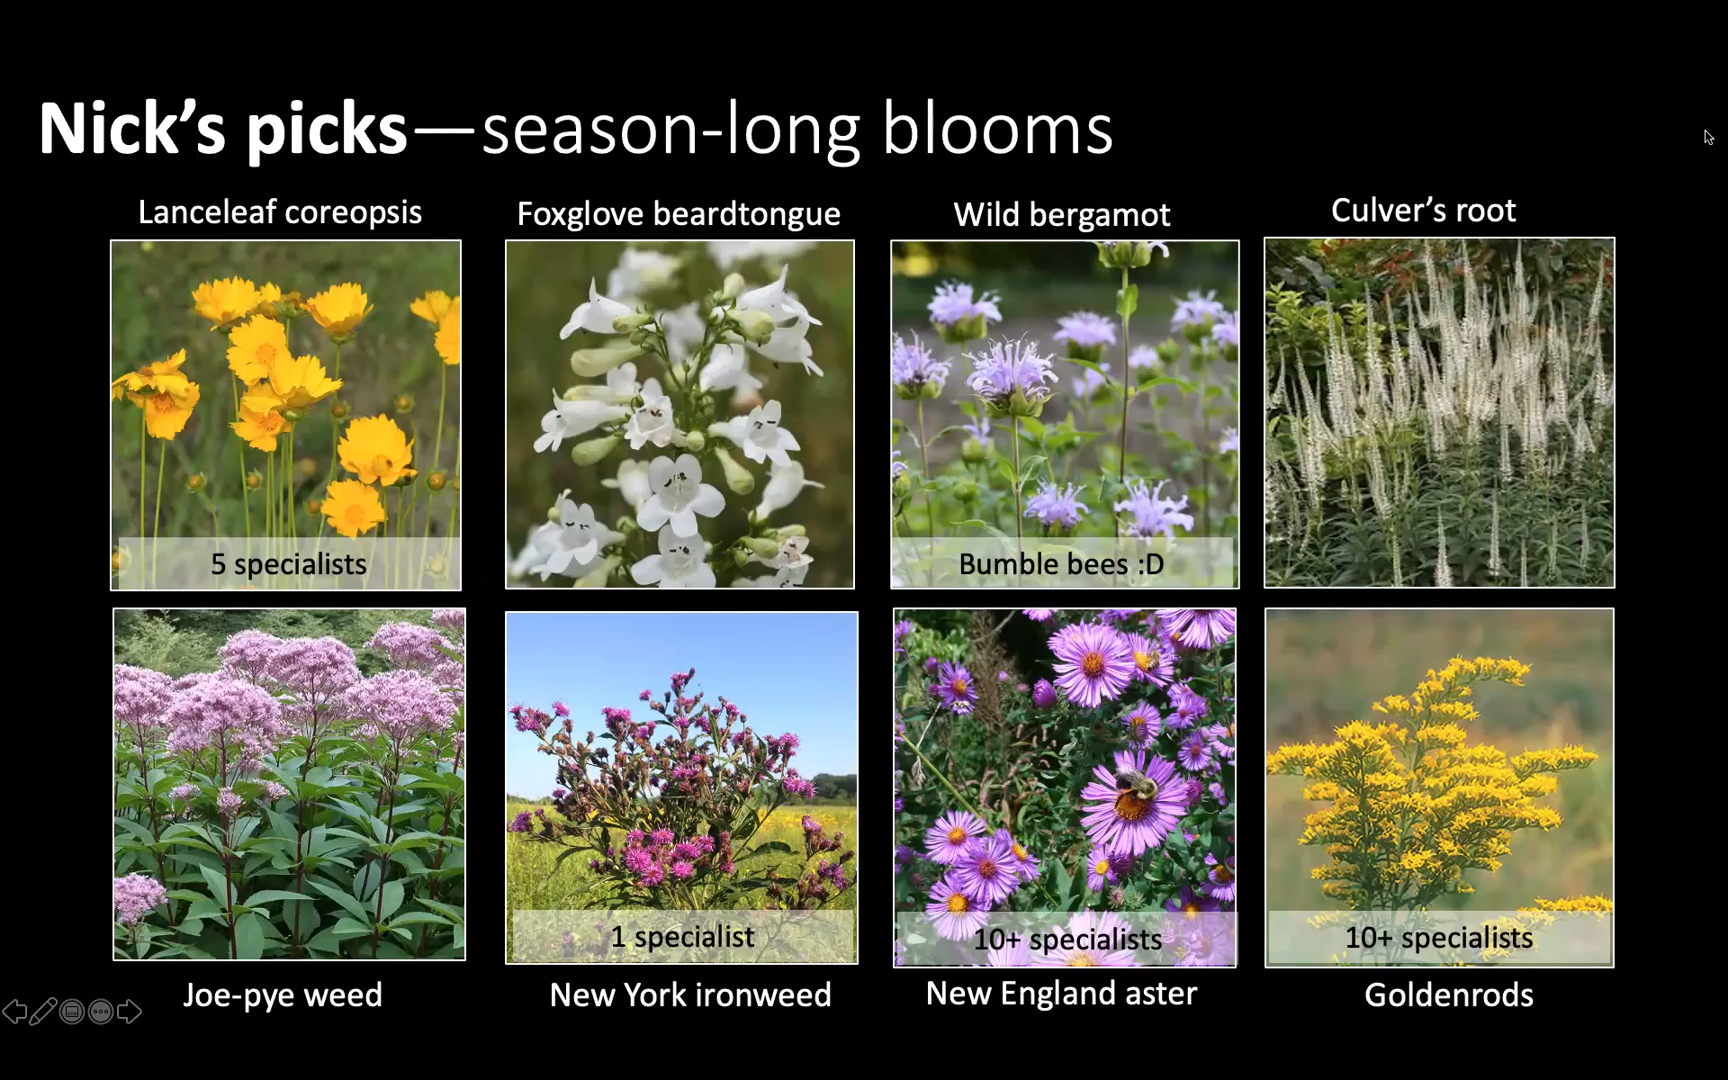 Nick’s picks—season-long blooms
Lanceleaf coreopsis
Foxglove beardtongue
Wild bergamot
Culver’s root
5 specialists
Bumble bees :D
1 specialist
10+ specialists
10+ specialists
Joe-pye weed
New York ironweed
New England aster
Goldenrods